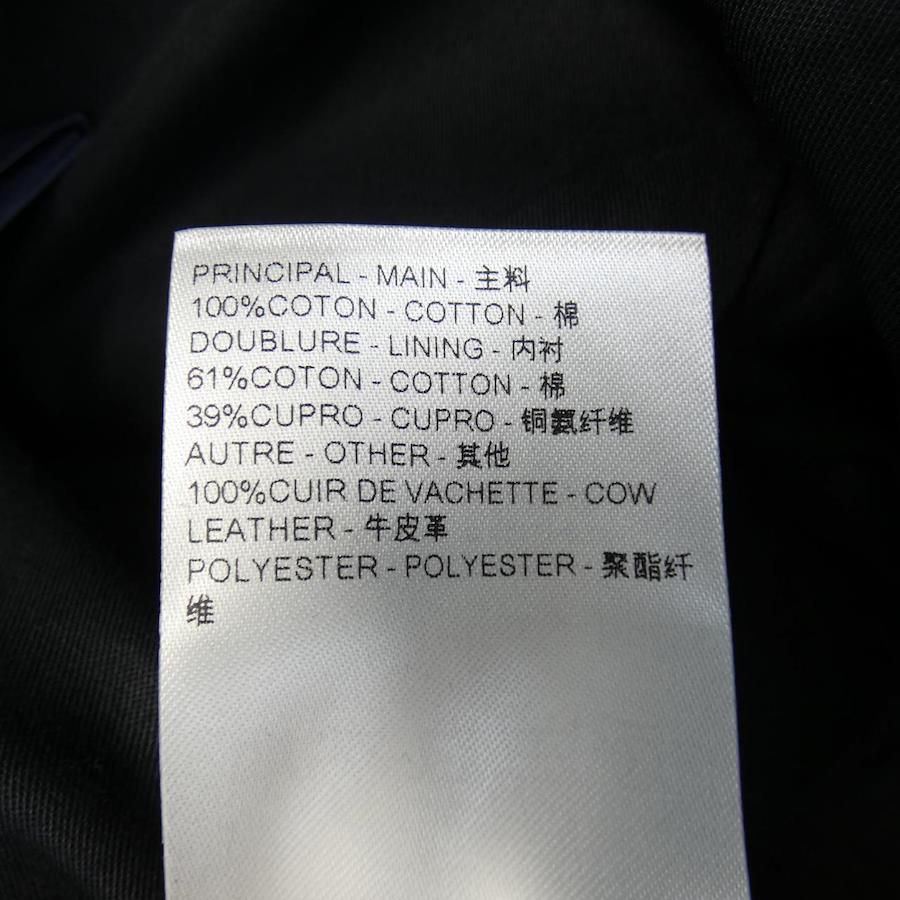 PRINCIPAL - MAIN - 主料
100%COTON - COTTON - 棉
DOUBLURE - LINING - 内衬
61%COTON - COTTON - 棉
39%CUPRO - CUPRO - 铜氨纤维
AUTRE - OTHER - 其他
100%CUIR DE VACHETTE - COW
LEATHER - 牛皮革
POLYESTER - POLYESTER - 聚酯纤
维